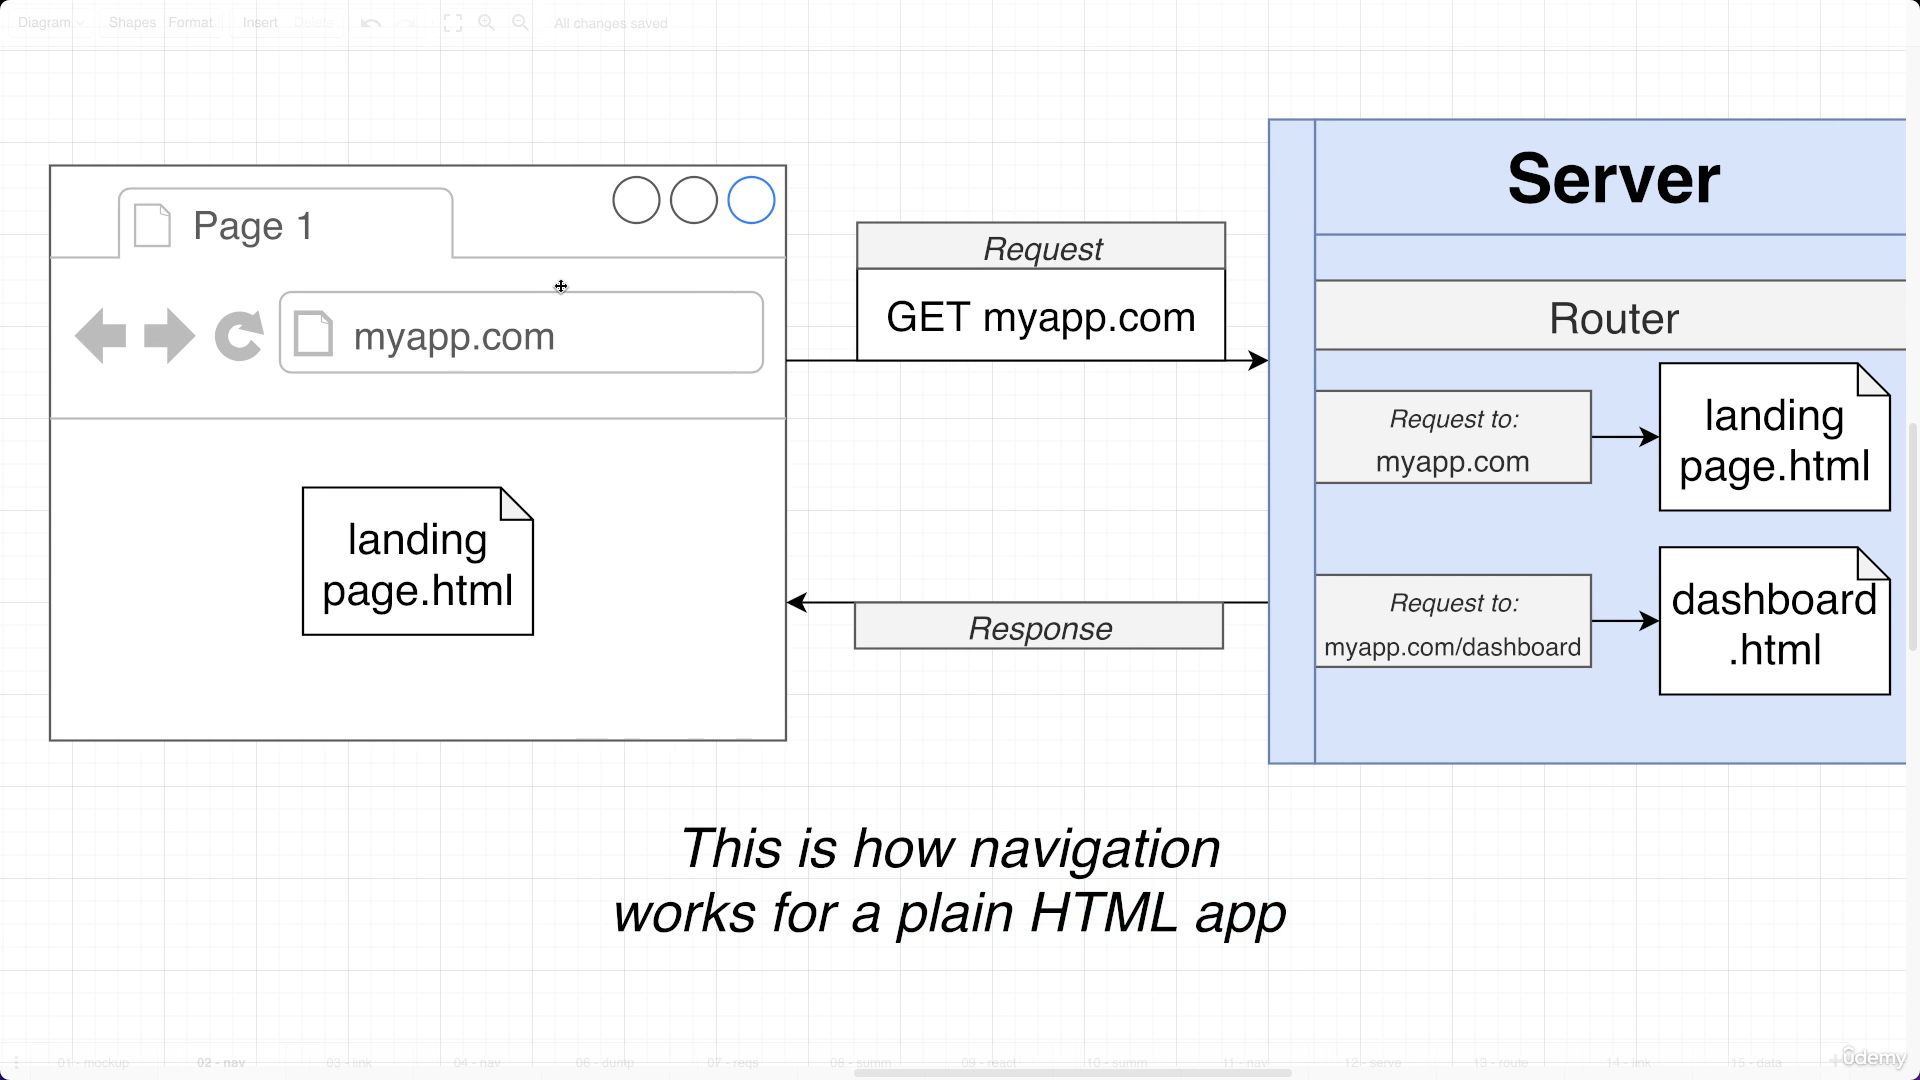 Diagram
Shapes
Format
Insert
Delete
All changes saved
Page 1
myapp.com
Request
GET myapp.com
Response
landing
page.html
Server
Router
Request to:
myapp.com
landing
page.html
Request to:
myapp.com/dashboard
dashboard
.html
This is how navigation
works for a plain HTML app
01 - mockup
02 - nav
03 - link
04 - nav
06 - dump
07 - reqs
08 - summ
09 - react
10 - summ
11 - nav
12 - serve
13 - route
14 - link
15 - data
ûdemy